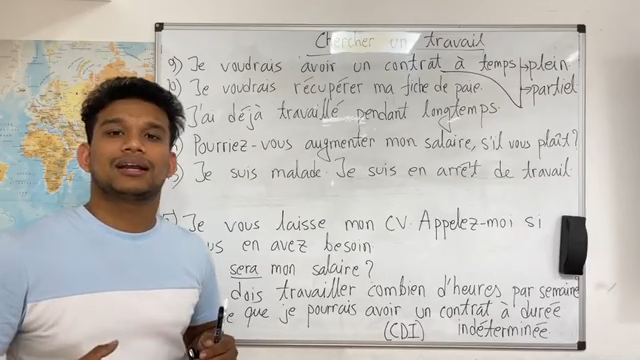 Chercher un travail
a) Je voudrais avoir un contrat à temps plein
partiel
b) Je voudrais récupérer ma fiche de paie.
J'ai déjà travaillé pendant longtemps.
Pourriez-vous augmenter mon salaire, s'il vous plaît?
Je suis malade. Je suis en arrêt de travail
Je vous laisse mon CV. Appelez-moi si
en avez besoin
sera mon salaire?
dois travailler combien d'heures par semaine
que je pourrais avoir un contrat à durée
(CDI) indéterminée